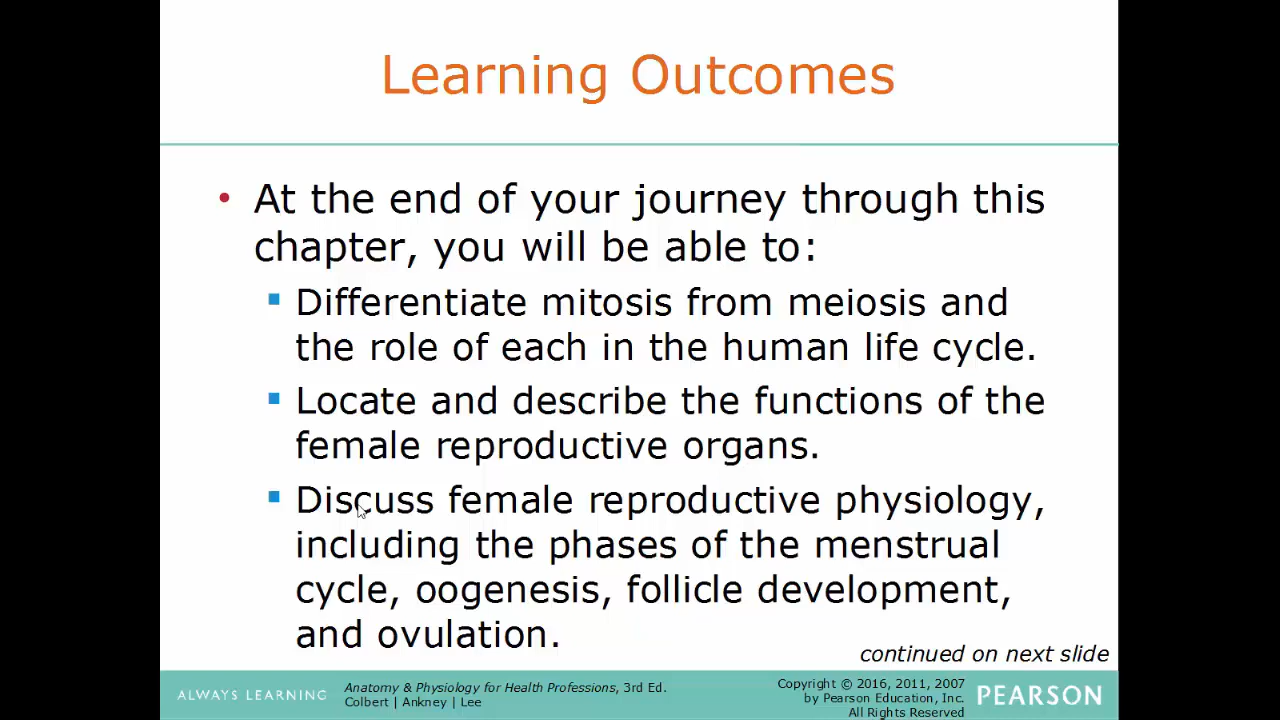 Learning Outcomes
• At the end of your journey through this
chapter, you will be able to:
▪ Differentiate mitosis from meiosis and
the role of each in the human life cycle.
▪ Locate and describe the functions of the
female reproductive organs.
▪ Discuss female reproductive physiology,
including the phases of the menstrual
cycle, oogenesis, follicle development,
and ovulation.
continued on next slide
ALWAYS LEARNING
Anatomy & Physiology for Health Professions, 3rd Ed.
Colbert | Ankney | Lee
Copyright © 2016, 2011, 2007
by Pearson Education, Inc.
All Rights Reserved
PEARSON